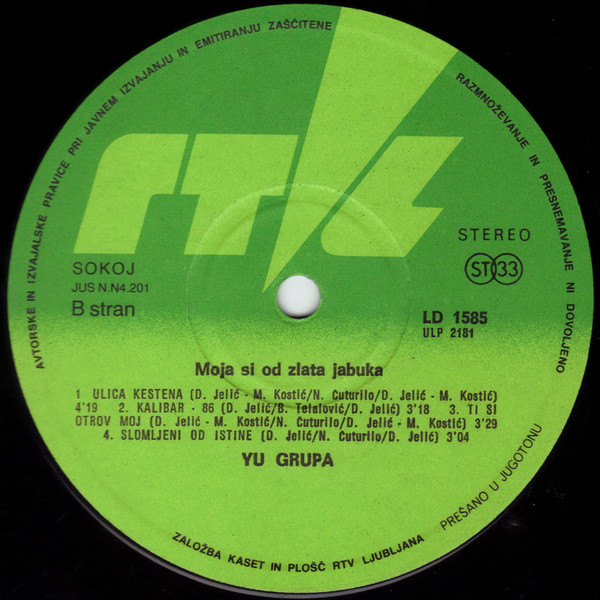 AVTORSKE IN IZVAJALSKE PRAVICE PRI JAVNEM IZVAJANJU IN EMITIRANJU ZAŠČITENE
RAZMNOŽEVANJE IN PRESNEMAVANJE NI DOVOLJENO
RTVL
STEREO
SOKOJ
JUS N.N4.201
ST 33
B stran
LD 1585
ULP 2181
Moja si od zlata jabuka
1 ULICA KESTENA (D. Jelić - M. Kostić/N. Čuturilo/D. Jelić - M. Kostić)
4'19 2. KALIBAR - 86 (D. Jelić/B. Telalović/D. Jelić) 3'18 3. TI SI
OTROV MOJ (D. Jelić - M. Kostić/N. Čuturilo/D. Jelić - M. Kostić) 3'29
4. SLOMLJENI OD ISTINE (D. Jelić/N. Čuturilo/D. Jelić) 3'04
YU GRUPA
PREŠANO U JUGOTONU
ZALOŽBA KASET IN PLOŠČ RTV LJUBLJANA